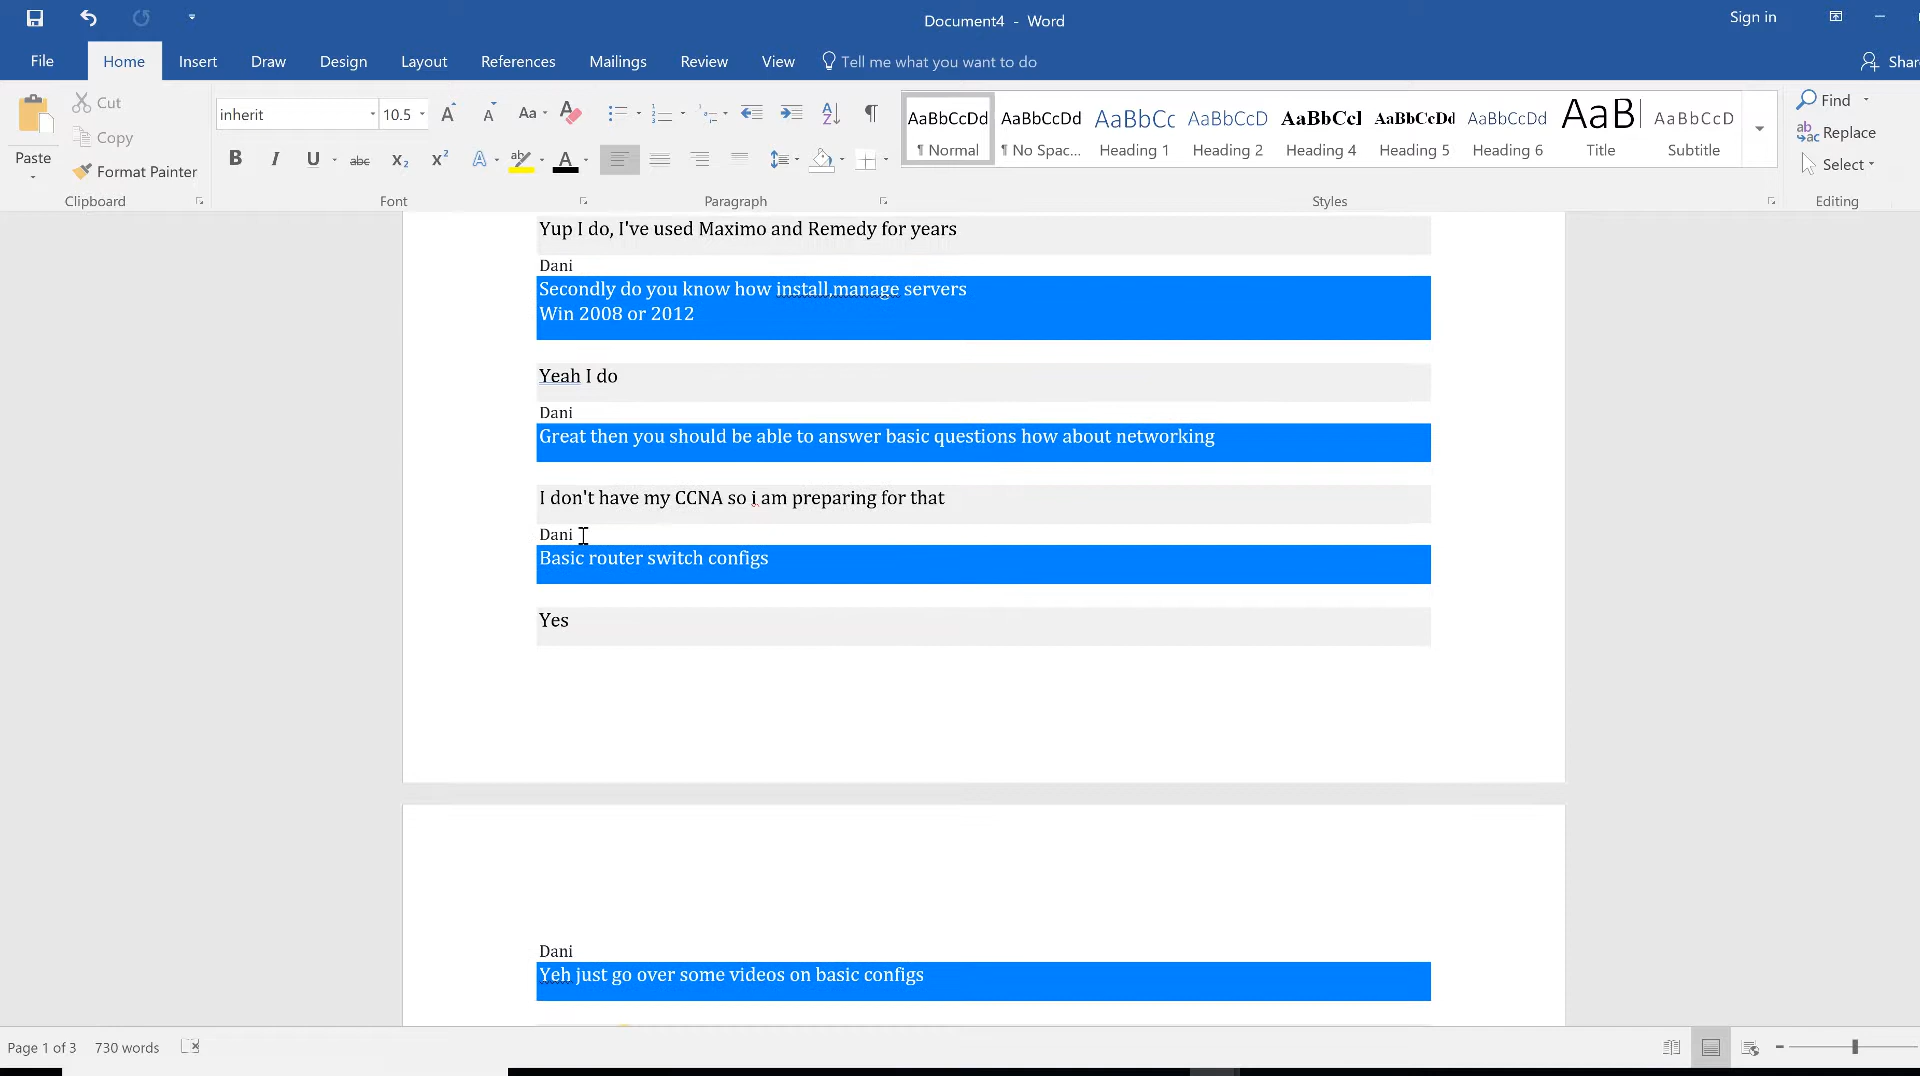 Document4 - Word
Sign in
File
Home
Insert
Draw
Design
Layout
References
Mailings
Review
View
Tell me what you want to do
Paste
Cut
Copy
Format Painter
Clipboard
inherit
10.5
Aa
B
I
U
abc
X2
X2
A
ab
A
Font
Paragraph
AaBbCcDd
¶ Normal
AaBbCcDd
¶ No Spac...
AaBbCc
Heading 1
AaBbCcD
Heading 2
AaBbCcI
Heading 4
AaBbCcDd
Heading 5
AaBbCcDd
Heading 6
AaB
Title
AaBbCcD
Subtitle
Styles
Find
Replace
Select
Editing
Yup I do, I've used Maximo and Remedy for years
Dani
Secondly do you know how install,manage servers
Win 2008 or 2012
Yeah I do
Dani
Great then you should be able to answer basic questions how about networking
I don't have my CCNA so i am preparing for that
Dani
Basic router switch configs
Yes
Dani
Yeh just go over some videos on basic configs
Page 1 of 3
730 words